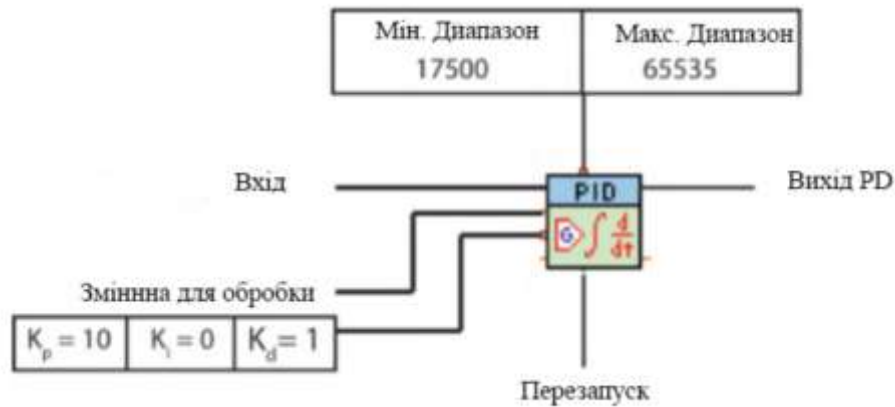 Мін. Диапазон
17500
Макс. Диапазон
65535
Вхід
PID
Вихід PD
G ∫ d/dt
Зміннна для обробки
K_p = 10
K_i = 0
K_d = 1
Перезапуск